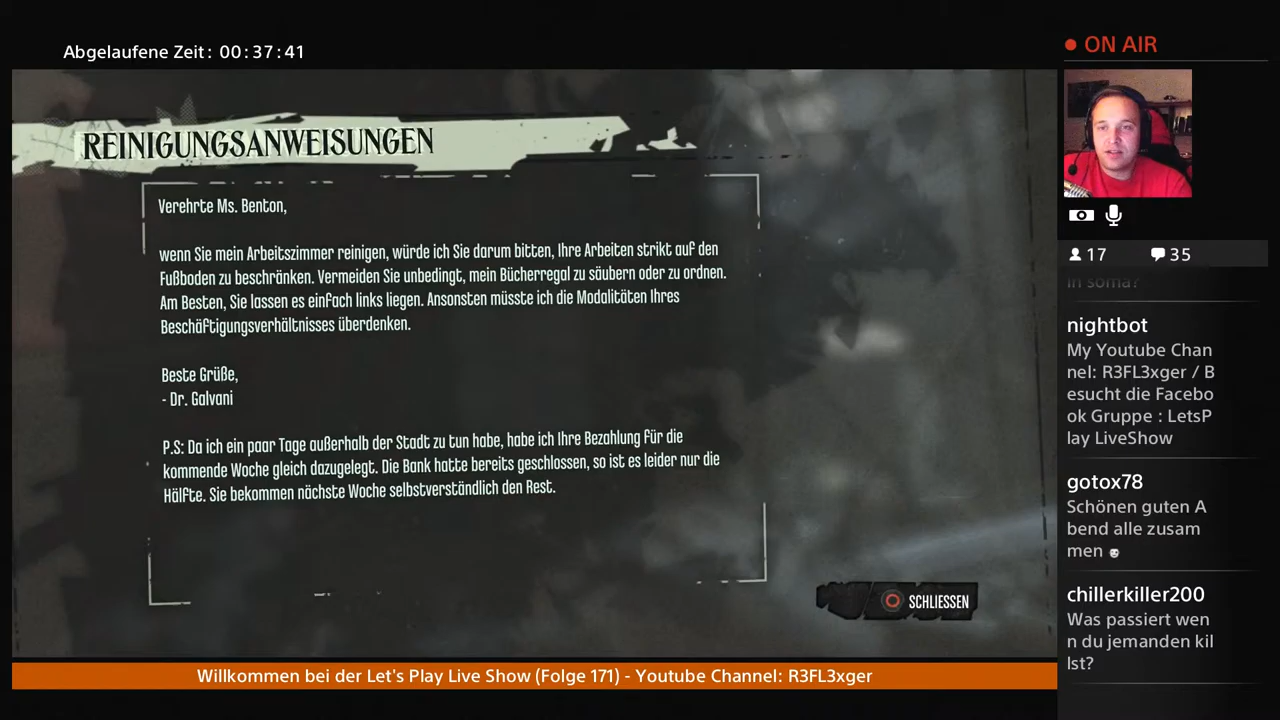 Abgelaufene Zeit: 00:37:41
ON AIR
REINIGUNGSANWEISUNGEN
Verehrte Ms. Benton,
wenn Sie mein Arbeitszimmer reinigen, würde ich Sie darum bitten, Ihre Arbeiten strikt auf den
Fußboden zu beschränken. Vermeiden Sie unbedingt, mein Bücherregal zu säubern oder zu ordnen.
Am Besten, Sie lassen es einfach links liegen. Ansonsten müsste ich die Modalitäten Ihres
Beschäftigungsverhältnisses überdenken.
Beste Grüße,
- Dr. Galvani
P.S: Da ich ein paar Tage außerhalb der Stadt zu tun habe, habe ich Ihre Bezahlung für die
kommende Woche gleich dazugelegt. Die Bank hatte bereits geschlossen, so ist es leider nur die
Hälfte. Sie bekommen nächste Woche selbstverständlich den Rest.
SCHLIESSEN
Willkommen bei der Let's Play Live Show (Folge 171) - Youtube Channel: R3FL3xger
17 35
in soma?
nightbot
My Youtube Chan
nel: R3FL3xger / B
esucht die Facebo
ok Gruppe : LetsP
lay LiveShow
gotox78
Schönen guten A
bend alle zusam
men
chillerkiller200
Was passiert wen
n du jemanden kil
lst?